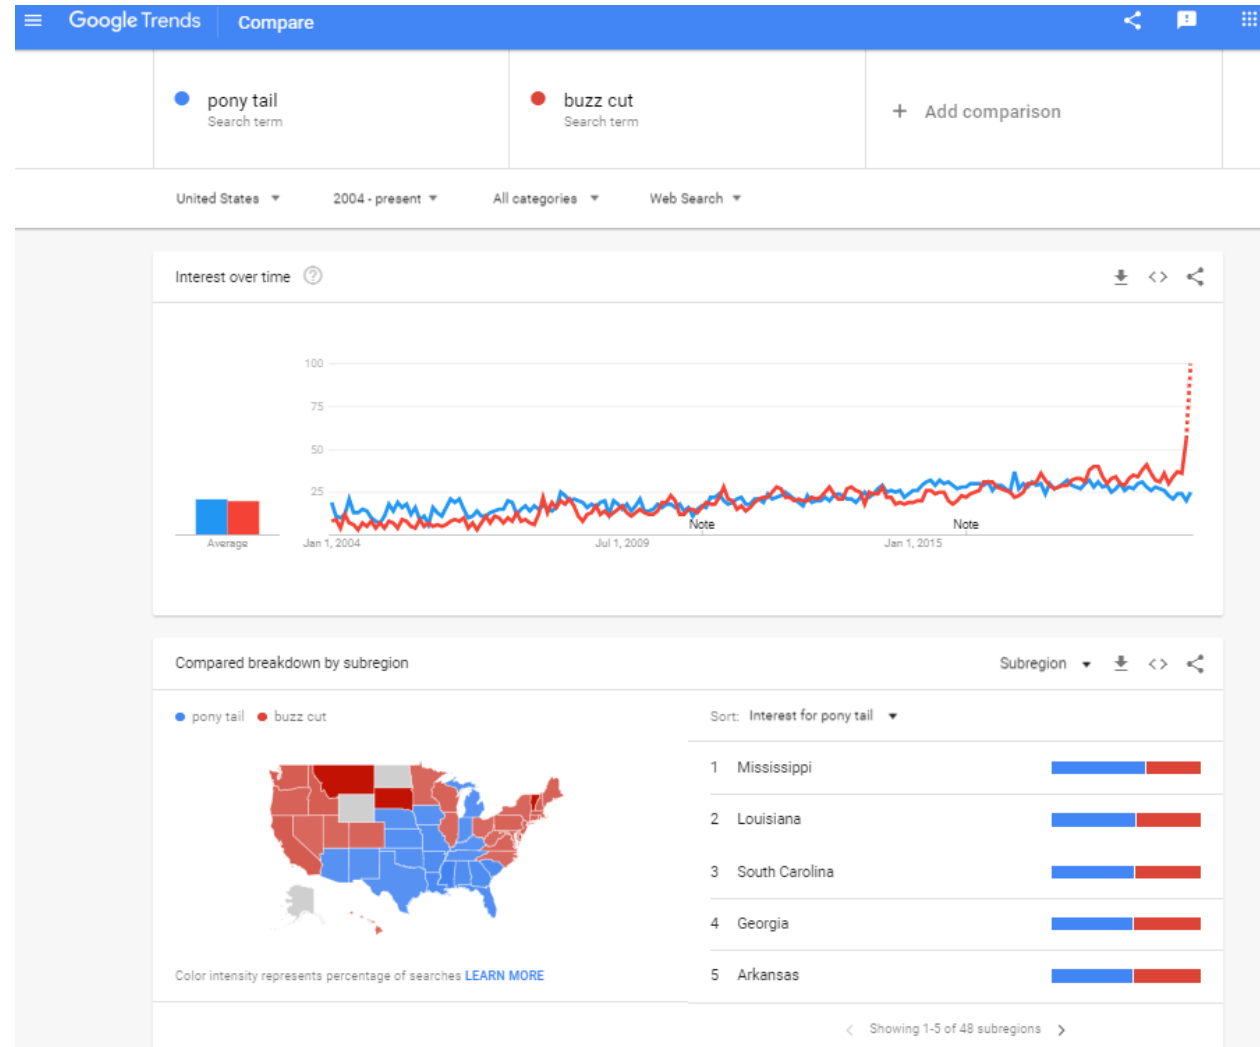 Google Trends Compare
pony tail
Search term
buzz cut
Search term
+ Add comparison
United States 2004 - present All categories Web Search
Interest over time
100
75
50
25
Note Note
Average Jan 1, 2004 Jul 1, 2009 Jan 1, 2015
Compared breakdown by subregion Subregion
pony tail buzz cut
Sort: Interest for pony tail
1 Mississippi
2 Louisiana
3 South Carolina
4 Georgia
5 Arkansas
Color intensity represents percentage of searches LEARN MORE
Showing 1-5 of 48 subregions